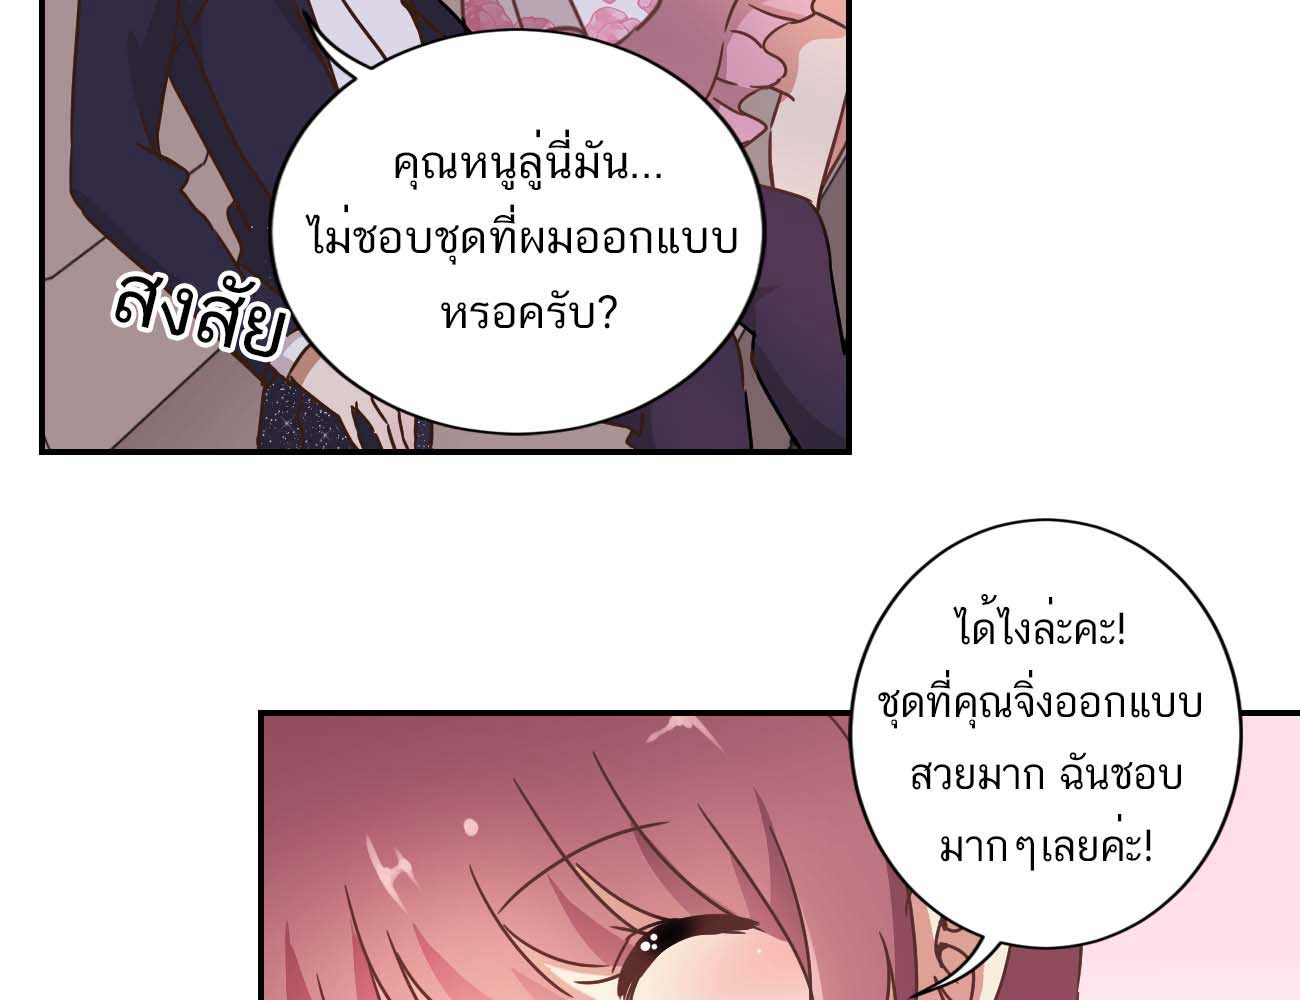 คุณหนูลู่นี่มัน...
ไม่ชอบชุดที่ผมออกแบบ
หรอครับ?
สงสัย
ได้ไงล่ะคะ!
ชุดที่คุณจิ่งออกแบบ
สวยมาก ฉันชอบ
มากๆเลยค่ะ!